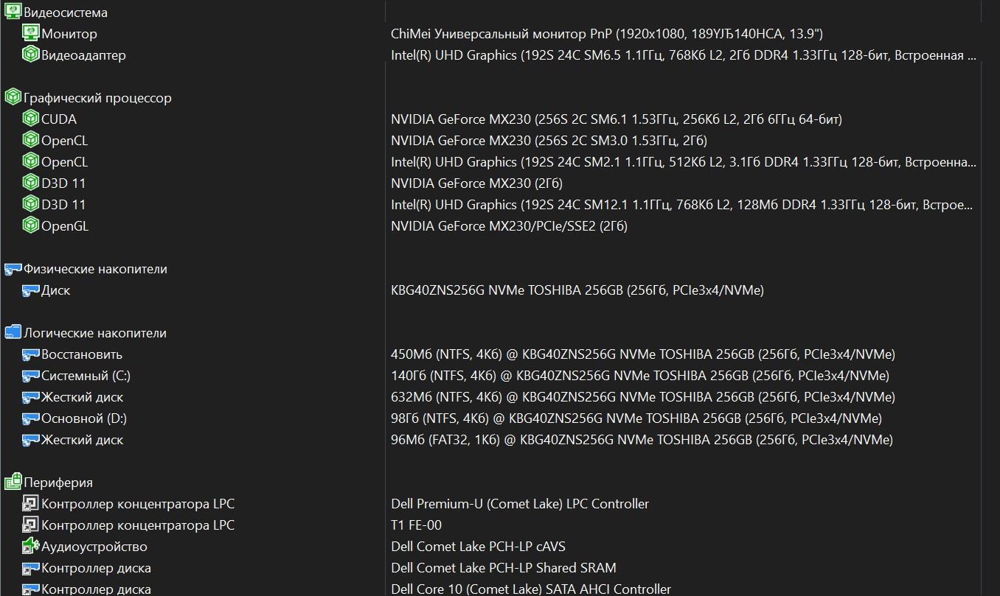 Видеосистема
Монитор ChiMei Универсальный монитор PnP (1920x1080, 189YJЂ140HCA, 13.9")
Видеоадаптер Intel(R) UHD Graphics (192S 24C SM6.5 1.1ГГц, 768Кб L2, 2Гб DDR4 1.33ГГц 128-бит, Встроенная ...
Графический процессор
CUDA NVIDIA GeForce MX230 (256S 2C SM6.1 1.53ГГц, 256Кб L2, 2Гб 6ГГц 64-бит)
OpenCL NVIDIA GeForce MX230 (256S 2C SM3.0 1.53ГГц, 2Гб)
OpenCL Intel(R) UHD Graphics (192S 24C SM2.1 1.1ГГц, 512Кб L2, 3.1Гб DDR4 1.33ГГц 128-бит, Встроенна...
D3D 11 NVIDIA GeForce MX230 (2Гб)
D3D 11 Intel(R) UHD Graphics (192S 24C SM12.1 1.1ГГц, 768Кб L2, 128Мб DDR4 1.33ГГц 128-бит, Встрое...
OpenGL NVIDIA GeForce MX230/PCIe/SSE2 (2Гб)
Физические накопители
Диск KBG40ZNS256G NVMe TOSHIBA 256GB (256Гб, PCIe3x4/NVMe)
Логические накопители
Восстановить 450Мб (NTFS, 4Кб) @ KBG40ZNS256G NVMe TOSHIBA 256GB (256Гб, PCIe3x4/NVMe)
Системный (C:) 140Гб (NTFS, 4Кб) @ KBG40ZNS256G NVMe TOSHIBA 256GB (256Гб, PCIe3x4/NVMe)
Жесткий диск 632Мб (NTFS, 4Кб) @ KBG40ZNS256G NVMe TOSHIBA 256GB (256Гб, PCIe3x4/NVMe)
Основной (D:) 98Гб (NTFS, 4Кб) @ KBG40ZNS256G NVMe TOSHIBA 256GB (256Гб, PCIe3x4/NVMe)
Жесткий диск 96Мб (FAT32, 1Кб) @ KBG40ZNS256G NVMe TOSHIBA 256GB (256Гб, PCIe3x4/NVMe)
Периферия
Контроллер концентратора LPC Dell Premium-U (Comet Lake) LPC Controller
Контроллер концентратора LPC T1 FE-00
Аудиоустройство Dell Comet Lake PCH-LP cAVS
Контроллер диска Dell Comet Lake PCH-LP Shared SRAM
Контроллер диска Dell Core 10 (Comet Lake) SATA AHCI Controller